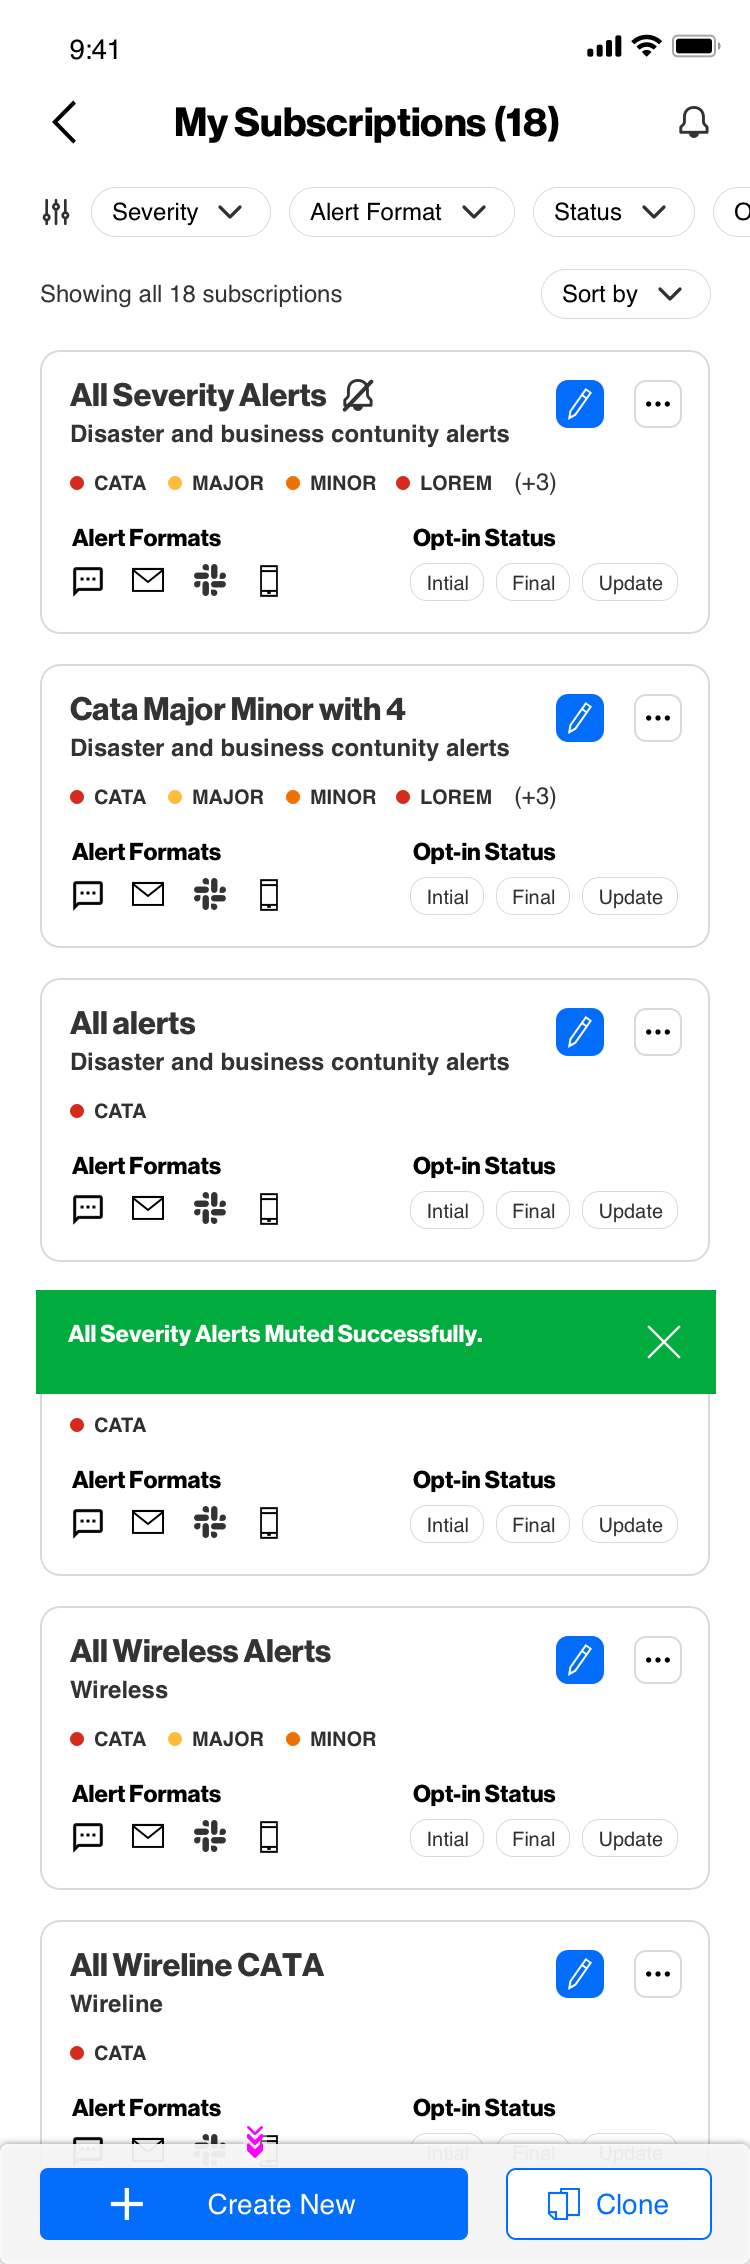 9:41
My Subscriptions (18)
Severity Alert Format Status O
Showing all 18 subscriptions Sort by
All Severity Alerts
Disaster and business contunity alerts
CATA MAJOR MINOR LOREM (+3)
Alert Formats Opt-in Status
Intial Final Update
Cata Major Minor with 4
Disaster and business contunity alerts
CATA MAJOR MINOR LOREM (+3)
Alert Formats Opt-in Status
Intial Final Update
All alerts
Disaster and business contunity alerts
CATA
Alert Formats Opt-in Status
Intial Final Update
All Severity Alerts Muted Successfully.
CATA
Alert Formats Opt-in Status
Intial Final Update
All Wireless Alerts
Wireless
CATA MAJOR MINOR
Alert Formats Opt-in Status
Intial Final Update
All Wireline CATA
Wireline
CATA
Alert Formats Opt-in Status
Intial Final Update
Create New Clone